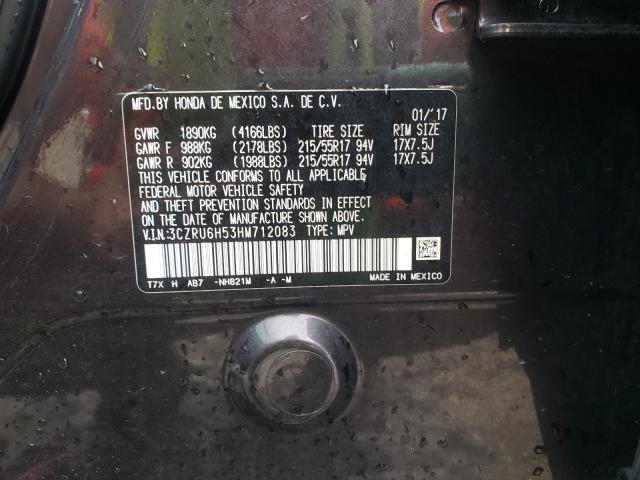 MFD.BY HONDA DE MEXICO S.A. DE C.V. 01/'17
GVWR 1890KG (4166LBS) TIRE SIZE RIM SIZE
GAWR F 988KG (2178LBS) 215/55R17 94V 17X7.5J
GAWR R 902KG (1988LBS) 215/55R17 94V 17X7.5J
THIS VEHICLE CONFORMS TO ALL APPLICABLE
FEDERAL MOTOR VEHICLE SAFETY
AND THEFT PREVENTION STANDARDS IN EFFECT
ON DATE OF MANUFACTURE SHOWN ABOVE.
V.I.N:3CZRU6H53HM712083 TYPE: MPV
T7X H AB7 -NH821M -A -M MADE IN MEXICO